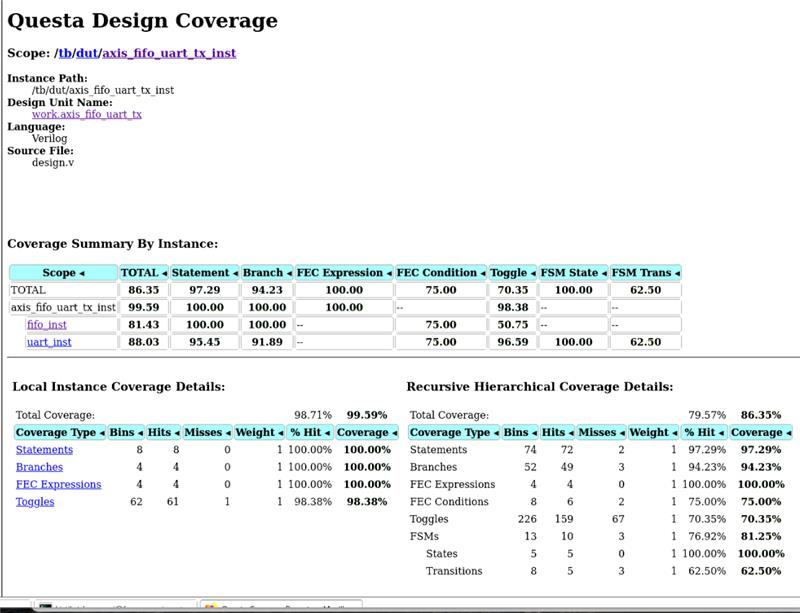 Questa Design Coverage
Scope: /tb/dut/axis_fifo_uart_tx_inst
Instance Path:
/tb/dut/axis_fifo_uart_tx_inst
Design Unit Name:
work.axis_fifo_uart_tx
Language:
Verilog
Source File:
design.v
Coverage Summary By Instance:
Scope ◂ TOTAL ◂ Statement ◂ Branch ◂ FEC Expression ◂ FEC Condition ◂ Toggle ◂ FSM State ◂ FSM Trans ◂
TOTAL 86.35 97.29 94.23 100.00 75.00 70.35 100.00 62.50
axis_fifo_uart_tx_inst 99.59 100.00 100.00 100.00 -- 98.38 -- --
fifo_inst 81.43 100.00 100.00 -- 75.00 50.75 -- --
uart_inst 88.03 95.45 91.89 -- 75.00 96.59 100.00 62.50
Local Instance Coverage Details:
Total Coverage: 98.71% 99.59%
Coverage Type ◂ Bins ◂ Hits ◂ Misses ◂ Weight ◂ % Hit ◂ Coverage ◂
Statements 8 8 0 1 100.00% 100.00%
Branches 4 4 0 1 100.00% 100.00%
FEC Expressions 4 4 0 1 100.00% 100.00%
Toggles 62 61 1 1 98.38% 98.38%
Recursive Hierarchical Coverage Details:
Total Coverage: 79.57% 86.35%
Coverage Type ◂ Bins ◂ Hits ◂ Misses ◂ Weight ◂ % Hit ◂ Coverage ◂
Statements 74 72 2 1 97.29% 97.29%
Branches 52 49 3 1 94.23% 94.23%
FEC Expressions 4 4 0 1 100.00% 100.00%
FEC Conditions 8 6 2 1 75.00% 75.00%
Toggles 226 159 67 1 70.35% 70.35%
FSMs 13 10 3 1 76.92% 81.25%
States 5 5 0 1 100.00% 100.00%
Transitions 8 5 3 1 62.50% 62.50%